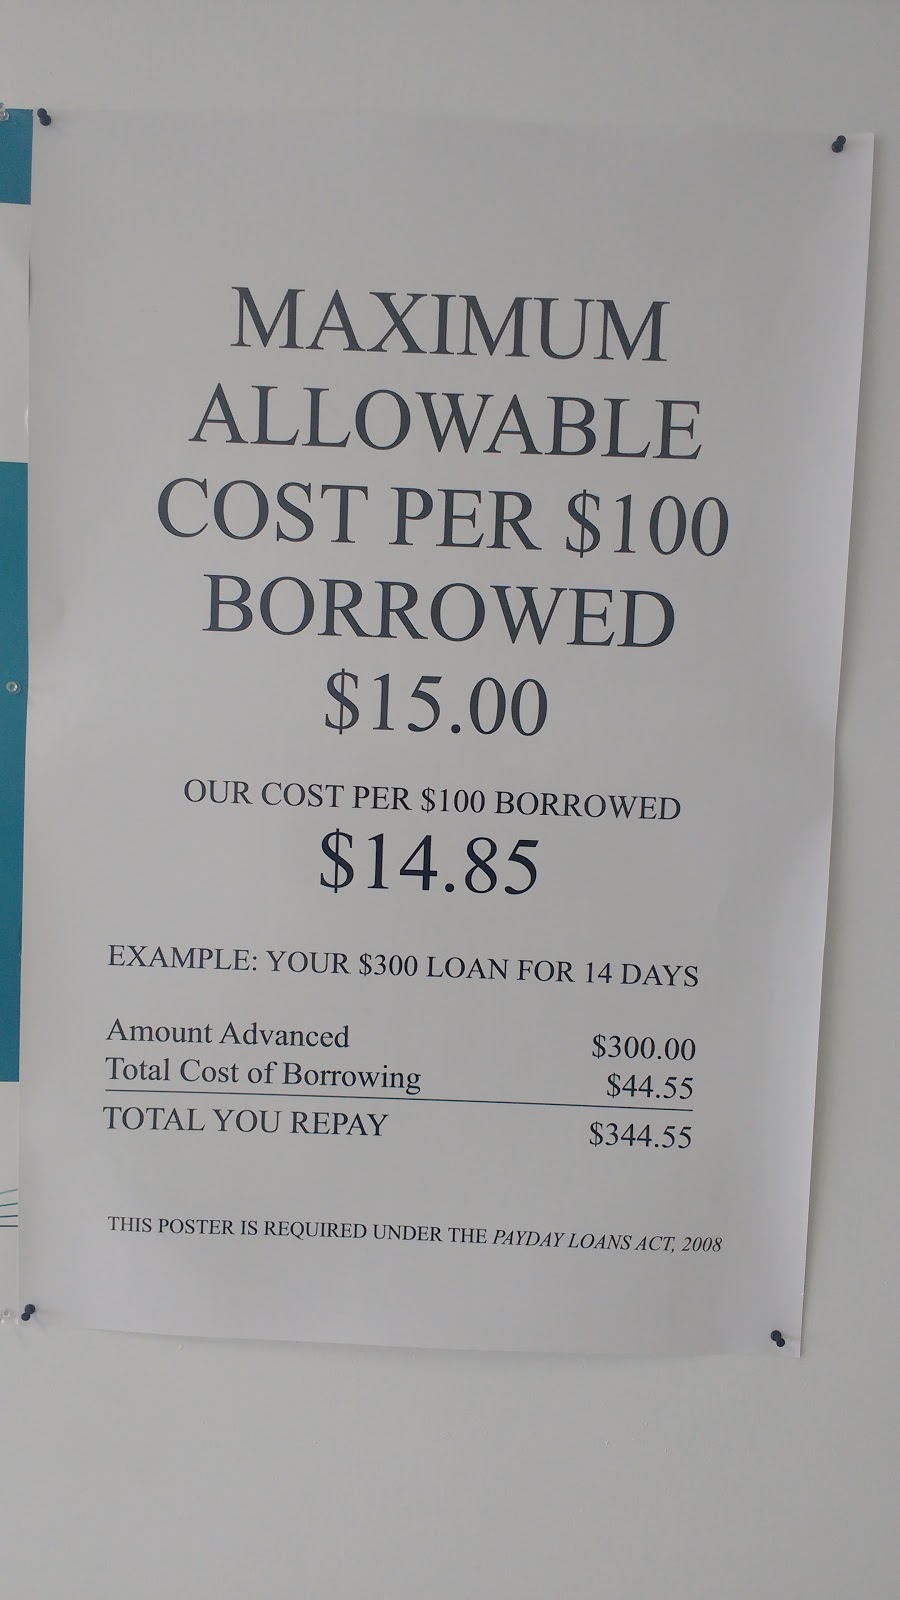 MAXIMUM
ALLOWABLE
COST PER $100
BORROWED
$15.00
OUR COST PER $100 BORROWED
$14.85
EXAMPLE: YOUR $300 LOAN FOR 14 DAYS
Amount Advanced $300.00
Total Cost of Borrowing $44.55
TOTAL YOU REPAY $344.55
THIS POSTER IS REQUIRED UNDER THE PAYDAY LOANS ACT, 2008